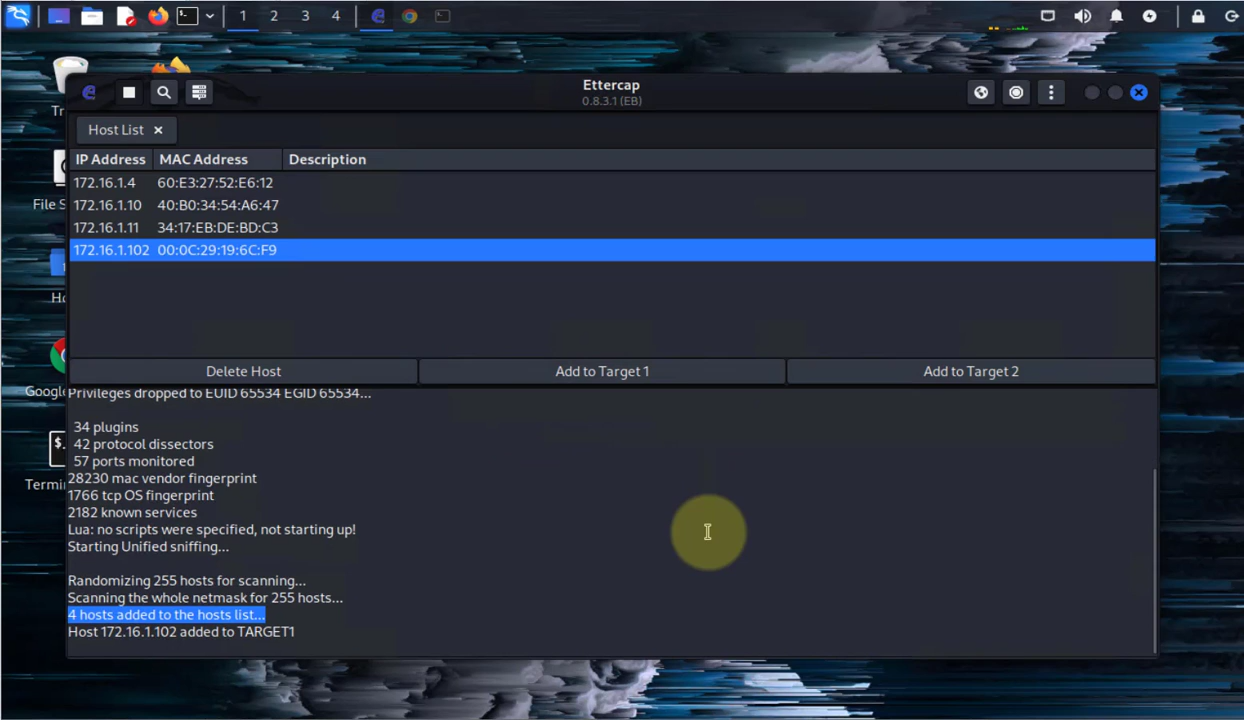 1 2 3 4
Ettercap
0.8.3.1 (EB)
Host List
IP Address MAC Address Description
172.16.1.4 60:E3:27:52:E6:12
172.16.1.10 40:B0:34:54:A6:47
172.16.1.11 34:17:EB:DE:BD:C3
172.16.1.102 00:0C:29:19:6C:F9
Delete Host Add to Target 1 Add to Target 2
Privileges dropped to EUID 65534 EGID 65534...
34 plugins
42 protocol dissectors
57 ports monitored
28230 mac vendor fingerprint
1766 tcp OS fingerprint
2182 known services
Lua: no scripts were specified, not starting up!
Starting Unified sniffing...
Randomizing 255 hosts for scanning...
Scanning the whole netmask for 255 hosts...
4 hosts added to the hosts list...
Host 172.16.1.102 added to TARGET1
Tr
File S
Ho
Google
Termi